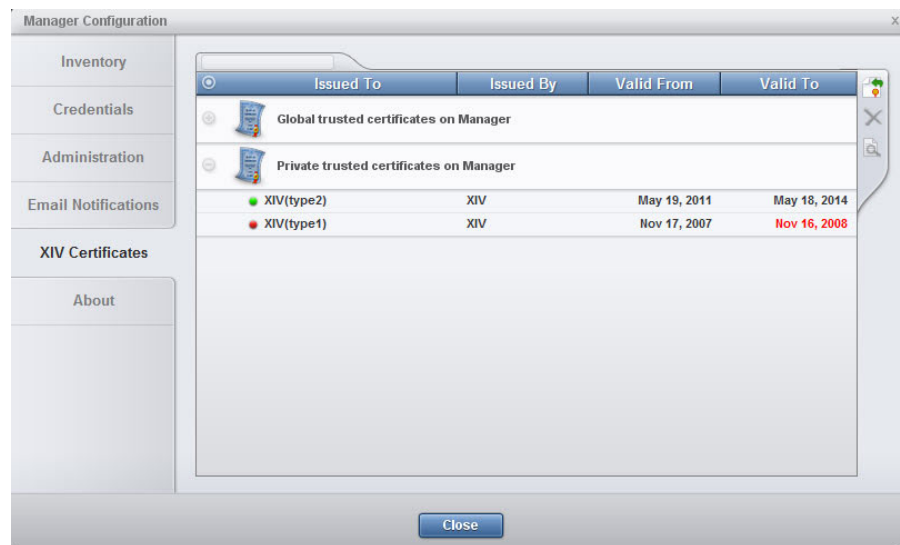 Manager Configuration x
Inventory
Credentials
Administration
Email Notifications
XIV Certificates
About
Issued To Issued By Valid From Valid To
Global trusted certificates on Manager
Private trusted certificates on Manager
XIV(type2) XIV May 19, 2011 May 18, 2014
XIV(type1) XIV Nov 17, 2007 Nov 16, 2008
Close